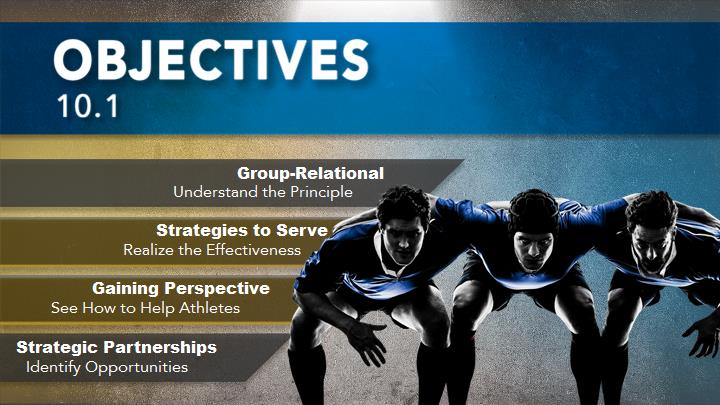 OBJECTIVES
10.1
Group-Relational
Understand the Principle
Strategies to Serve
Realize the Effectiveness
Gaining Perspective
See How to Help Athletes
Strategic Partnerships
Identify Opportunities